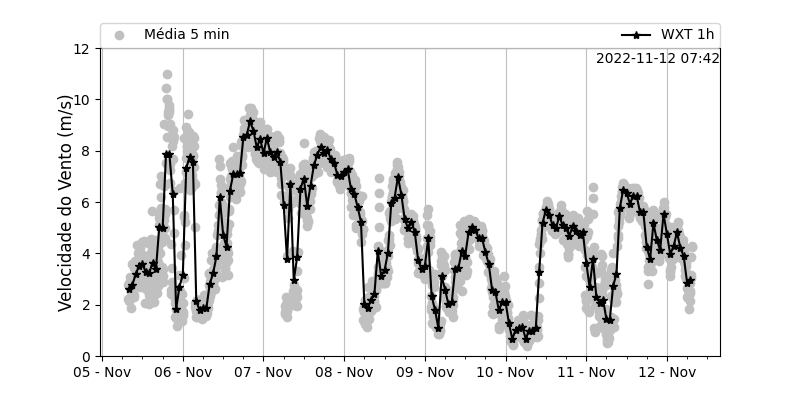 Média 5 min
WXT 1h
2022-11-12 07:42
Velocidade do Vento (m/s)
12
10
8
6
4
2
0
05 - Nov
06 - Nov
07 - Nov
08 - Nov
09 - Nov
10 - Nov
11 - Nov
12 - Nov